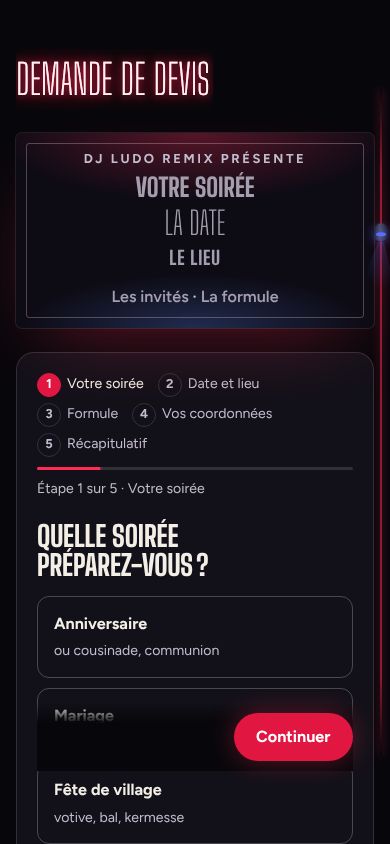 DEMANDE DE DEVIS
DJ LUDO REMIX PRÉSENTE
VOTRE SOIRÉE
LA DATE
LE LIEU
Les invités · La formule
1 Votre soirée 2 Date et lieu
3 Formule 4 Vos coordonnées
5 Récapitulatif
Étape 1 sur 5 · Votre soirée
QUELLE SOIRÉE
PRÉPAREZ-VOUS ?
Anniversaire
ou cousinade, communion
Mariage
Continuer
Fête de village
votive, bal, kermesse